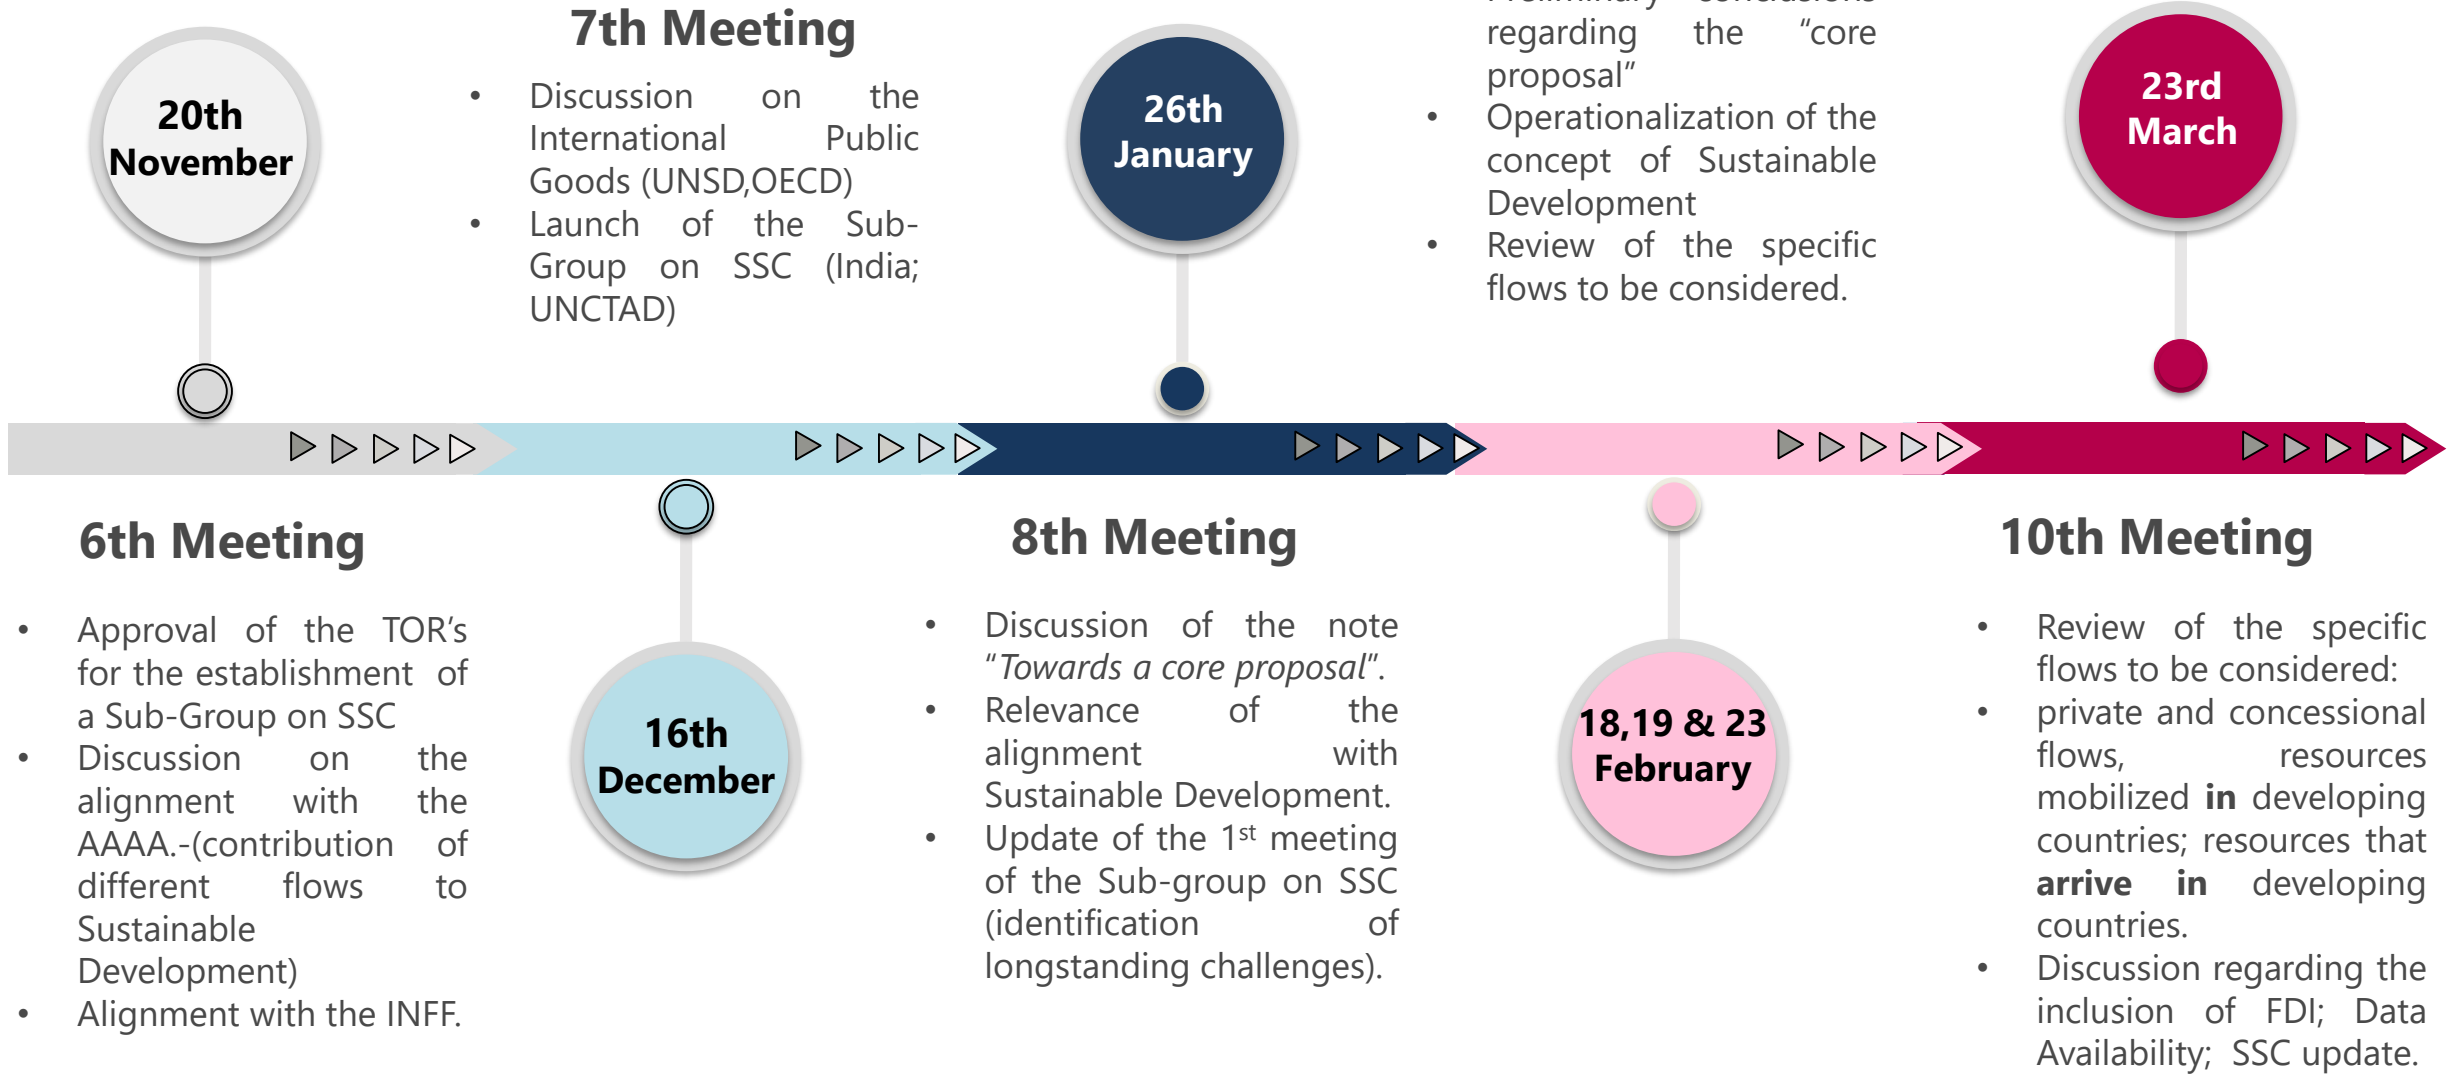 20th
November
6th Meeting
• Approval of the TOR’s
for the establishment of
a Sub-Group on SSC
• Discussion on the
alignment with the
AAAA.-(contribution of
different flows to
Sustainable
Development)
• Alignment with the INFF.
7th Meeting
• Discussion on the
International Public
Goods (UNSD,OECD)
• Launch of the Sub-
Group on SSC (India;
UNCTAD)
16th
December
26th
January
8th Meeting
• Discussion of the note
“Towards a core proposal”.
• Relevance of the
alignment with
Sustainable Development.
• Update of the 1st meeting
of the Sub-group on SSC
(identification of
longstanding challenges).
Preliminary conclusions
regarding the “core
proposal”
• Operationalization of the
concept of Sustainable
Development
• Review of the specific
flows to be considered.
18,19 & 23
February
23rd
March
10th Meeting
• Review of the specific
flows to be considered:
• private and concessional
flows, resources
mobilized in developing
countries; resources that
arrive in developing
countries.
• Discussion regarding the
inclusion of FDI; Data
Availability; SSC update.